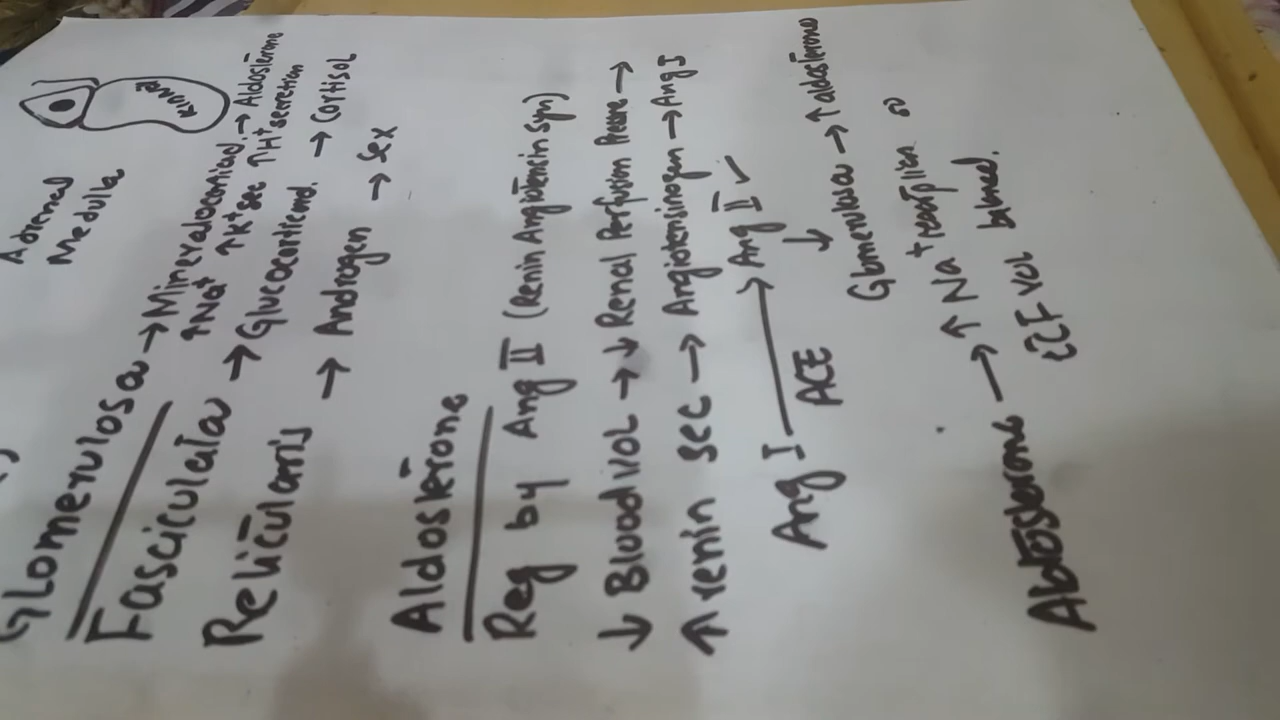 Kidney
Adrenal
Medulla
Glomerulosa → Mineralocorticoid. → Aldosterone
↑Na⁺ ↑K⁺ sec ↑H⁺ secretion
Fasciculata → Glucocorticoid. → Cortisol
Reticularis → Androgen → Sex
Aldosterone
Reg by Ang II (Renin Angiotensin Syn)
↓ Blood Vol → ↓ Renal Perfusion Pressure →
↑ renin sec → Angiotensinogen → Ang I
Ang I → Ang II ✓
ACE ↓
Glomerulosa → ↑ aldosterone
Aldosterone → ↑ Na⁺
ECF vol blood.